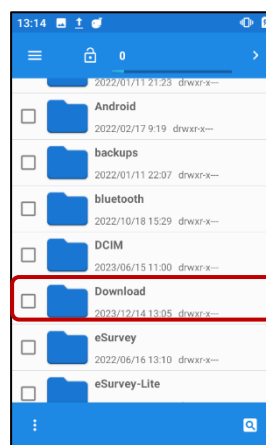 13:14
0
2022/01/11 21:23 drwxr-x---
Android
2022/02/17 9:19 drwxr-x---
backups
2022/01/11 22:07 drwxr-x---
bluetooth
2022/10/18 15:29 drwxr-x---
DCIM
2023/06/15 11:00 drwxr-x---
Download
2023/12/14 13:05 drwxr-x---
eSurvey
2022/06/16 13:10 drwxr-x---
eSurvey-Lite